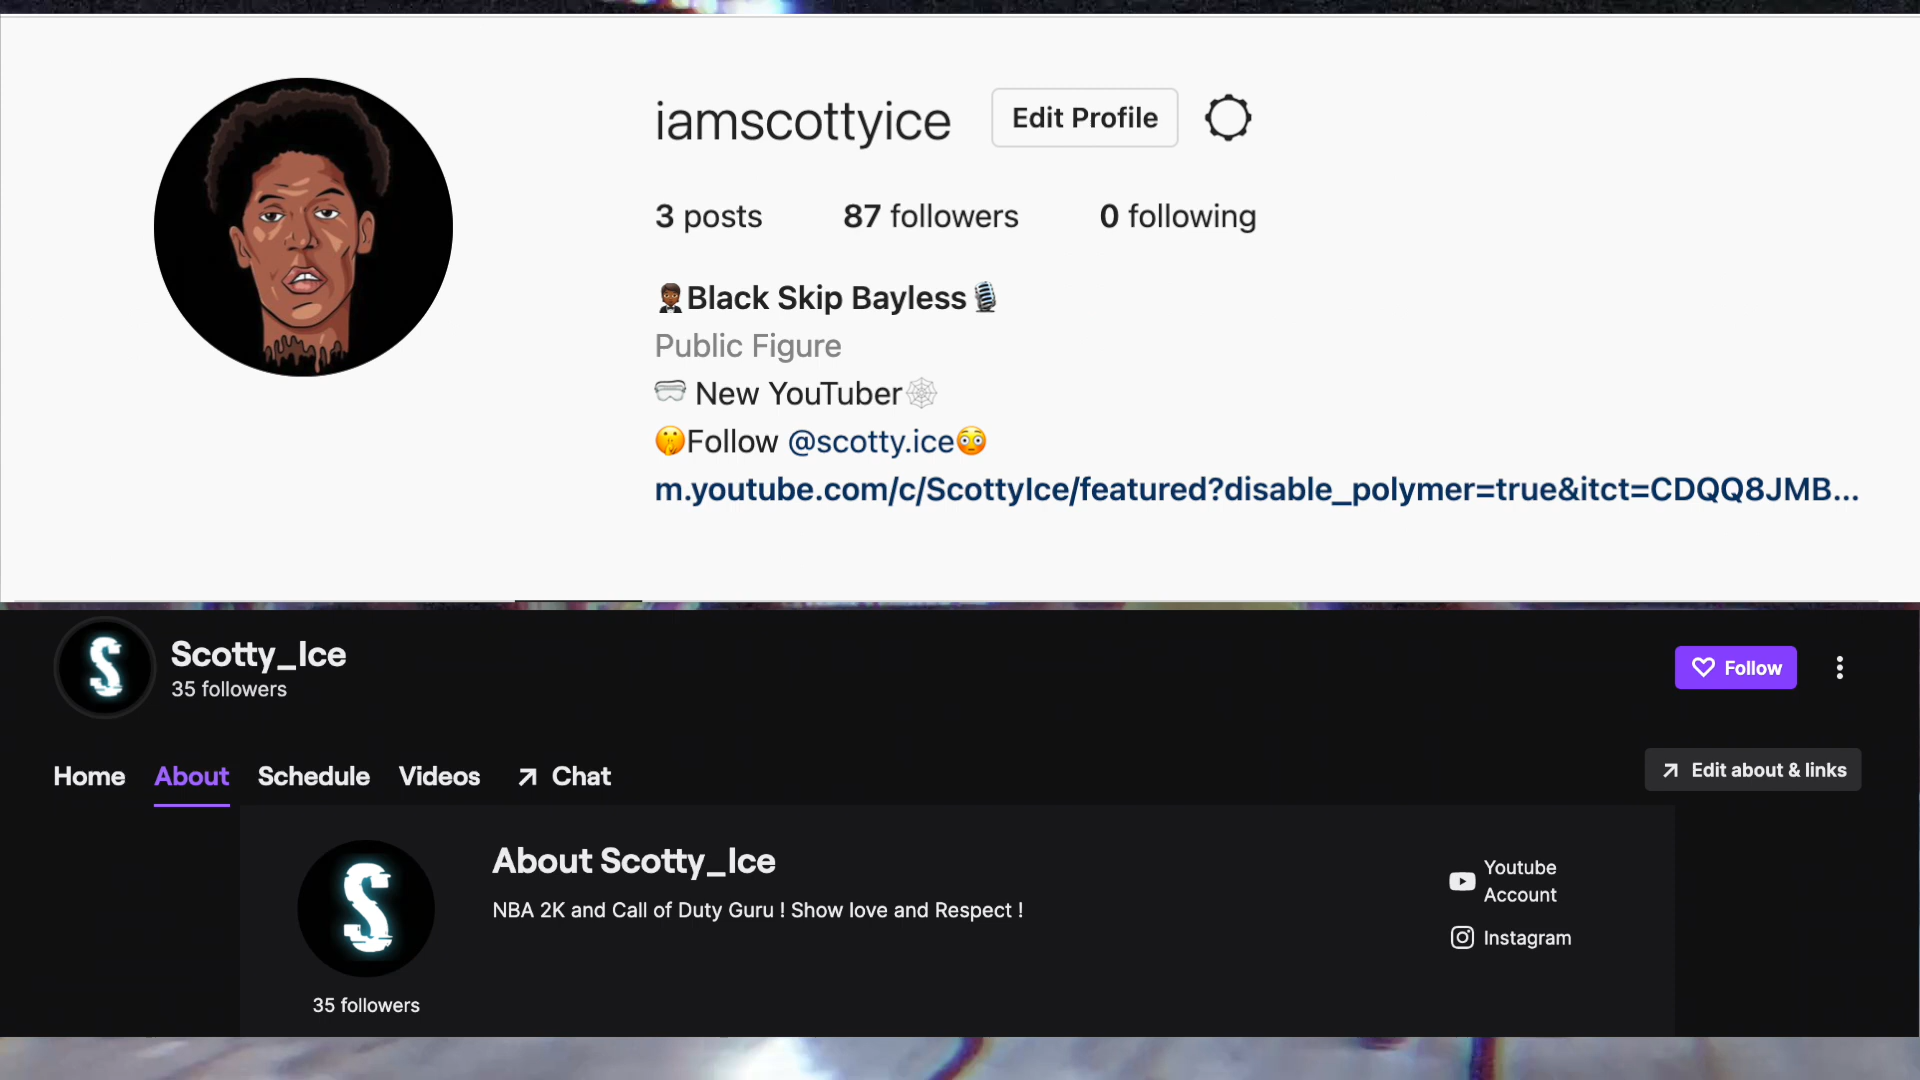 iamscottyice Edit Profile
3 posts 87 followers 0 following
🤵🏾Black Skip Bayless🎙
Public Figure
🥽 New YouTuber🕸
🤫Follow @scotty.ice😳
m.youtube.com/c/ScottyIce/featured?disable_polymer=true&itct=CDQQ8JMB...
S
Scotty_Ice
35 followers
Follow
Home About Schedule Videos Chat
Edit about & links
S
About Scotty_Ice
NBA 2K and Call of Duty Guru ! Show love and Respect !
35 followers
Youtube
Account
Instagram